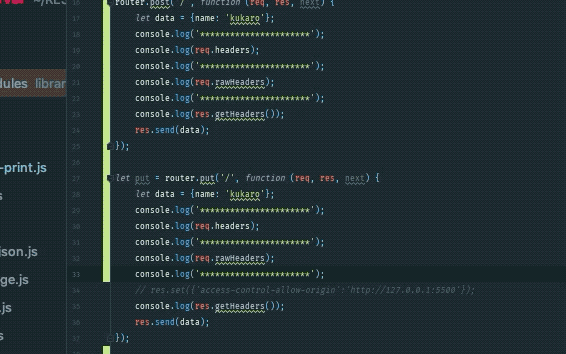 ~/RES
dules librar
-print.js
s
son.js
ge.js
.js
s
16 router.post('/', function (req, res, next) {
17 let data = {name: 'kukaro'};
18 console.log('**********************');
19 console.log(req.headers);
20 console.log('**********************');
21 console.log(req.rawHeaders);
22 console.log('**********************');
23 console.log(res.getHeaders());
24 res.send(data);
25 });
26
27 let put = router.put('/', function (req, res, next) {
28 let data = {name: 'kukaro'};
29 console.log('**********************');
30 console.log(req.headers);
31 console.log('**********************');
32 console.log(req.rawHeaders);
33 console.log('**********************');
34 // res.set({'access-control-allow-origin':'http://127.0.0.1:5500'});
35 console.log(res.getHeaders());
36 res.send(data);
37 });